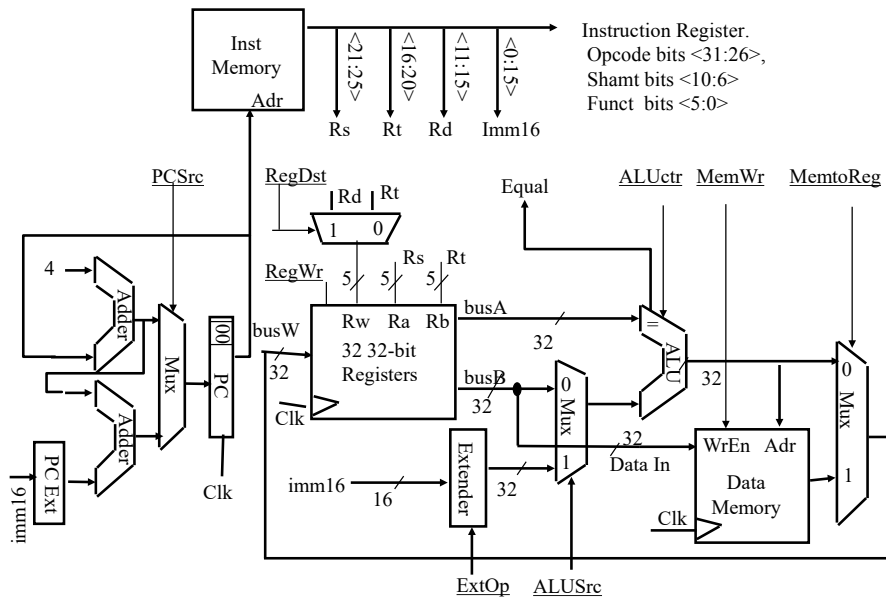 Inst
Memory
Adr
<21:25>
<16:20>
<11:15>
<0:15>
Rs
Rt
Rd
Imm16
Instruction Register.
Opcode bits <31:26>,
Shamt bits <10:6>
Funct bits <5:0>
PCSrc
RegDst
Rd
Rt
1
0
Equal
ALUctr
MemWr
MemtoReg
4
Adder
Adder
Mux
00
PC
Clk
PC Ext
imm16
RegWr
5
5
5
Rs
Rt
busW
32
Rw
Ra
Rb
32 32-bit
Registers
Clk
busA
32
busB
32
0
Mux
1
=
ALU
32
imm16
16
Extender
32
ExtOp
ALUSrc
32
Data In
WrEn
Adr
Data
Memory
Clk
0
Mux
1